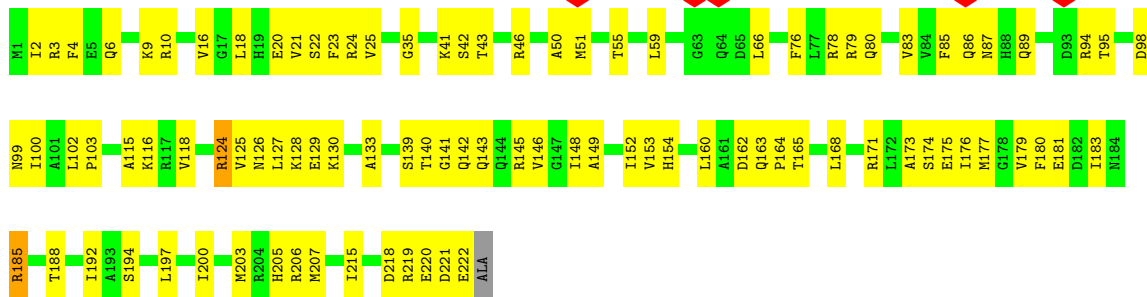 M1 I2 R3 F4 E5 Q6 K9 R10 V16 G17 L18 H19 E20 V21 S22 F23 R24 V25 G35 K41 S42 T43 R46 A50 M51 T55 L59 G63 Q64 D65 L66 F76 L77 R78 R79 Q80 V83 V84 F85 Q86 N87 H88 Q89 D93 R94 T95 D98
N99 I100 A101 L102 P103 A115 K116 R117 V118 R124 V125 N126 L127 K128 E129 K130 A133 S139 T140 G141 Q142 Q143 Q144 R145 V146 G147 I148 A149 I152 V153 H154 L160 A161 D162 Q163 P164 T165 L168 R171 L172 A173 S174 E175 I176 M177 G178 V179 F180 E181 D182 I183 N184
R185 T188 I192 A193 S194 L197 I200 M203 R204 H205 R206 M207 I215 D218 R219 E220 D221 E222 ALA